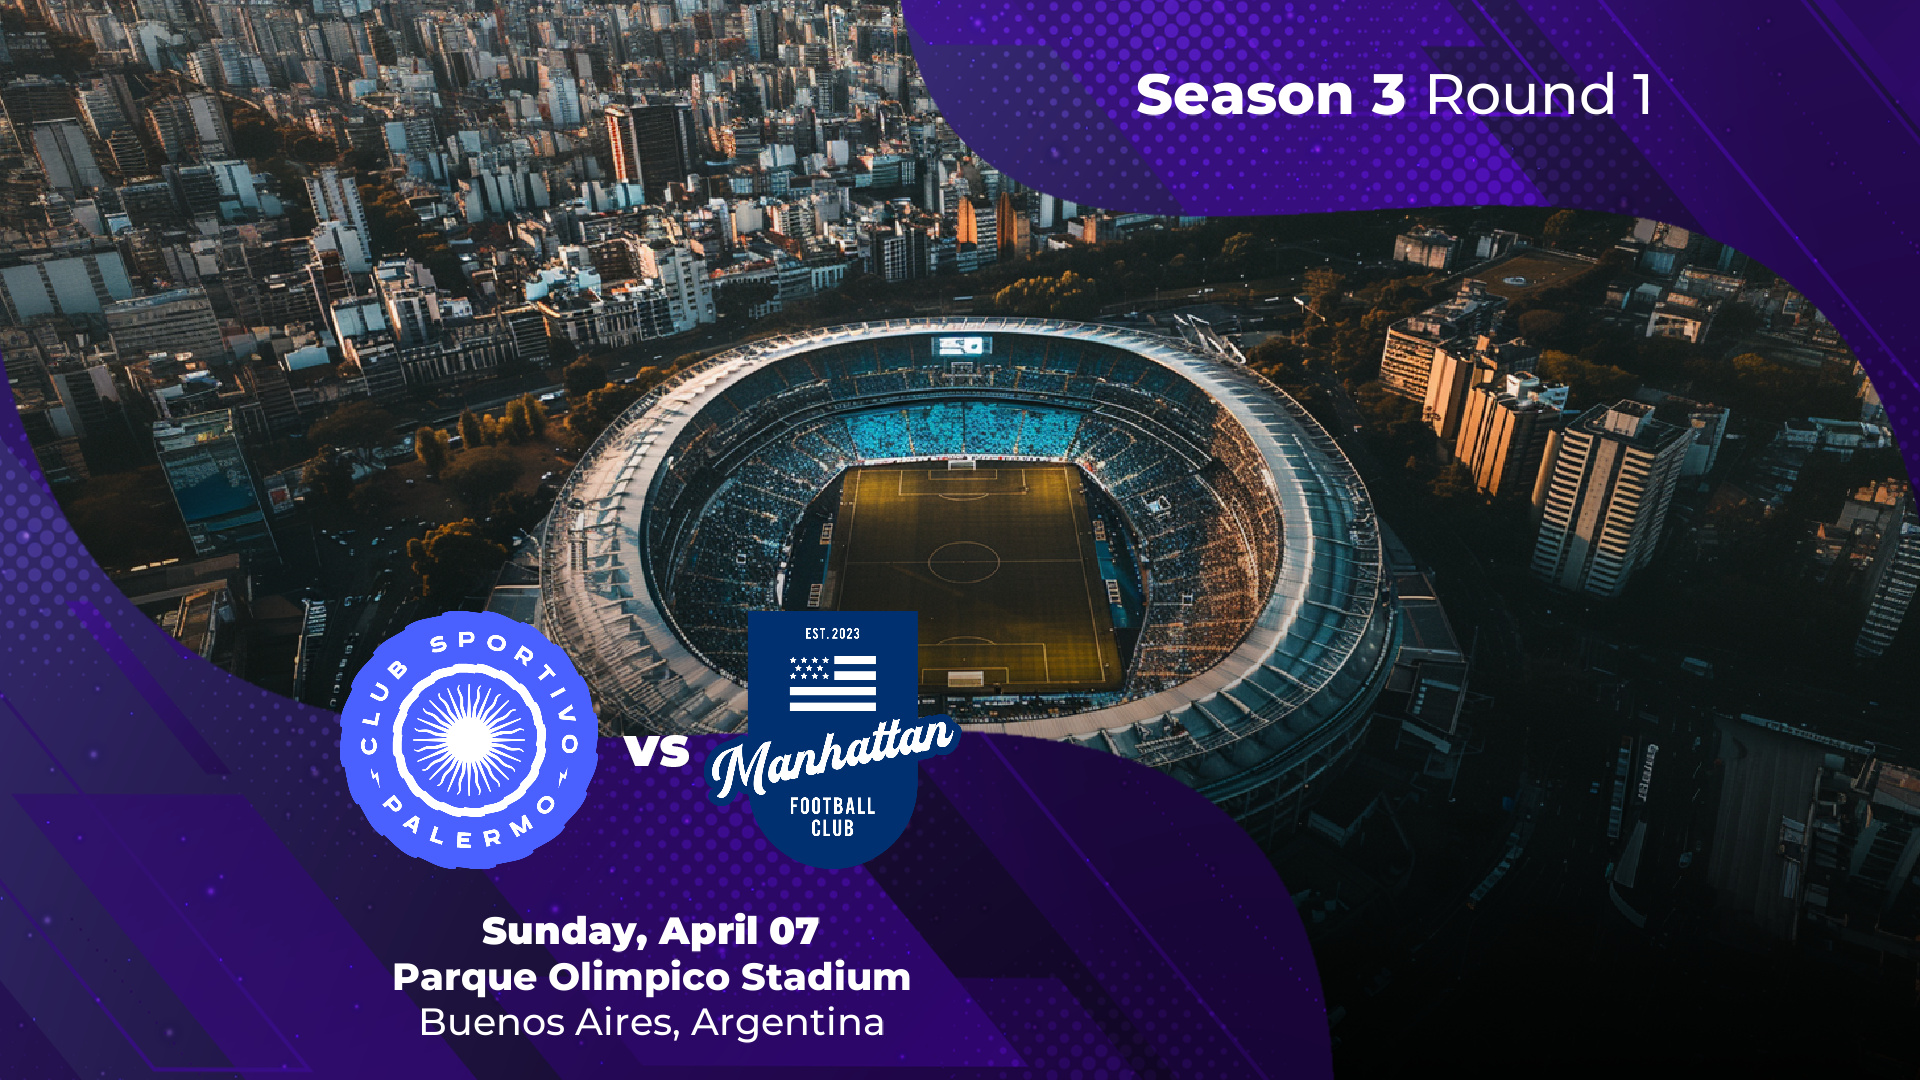 Season 3 Round 1
CLUB SPORTIVO
PALERMO
vs
EST. 2023
Manhattan
FOOTBALL
CLUB
Sunday, April 07
Parque Olimpico Stadium
Buenos Aires, Argentina